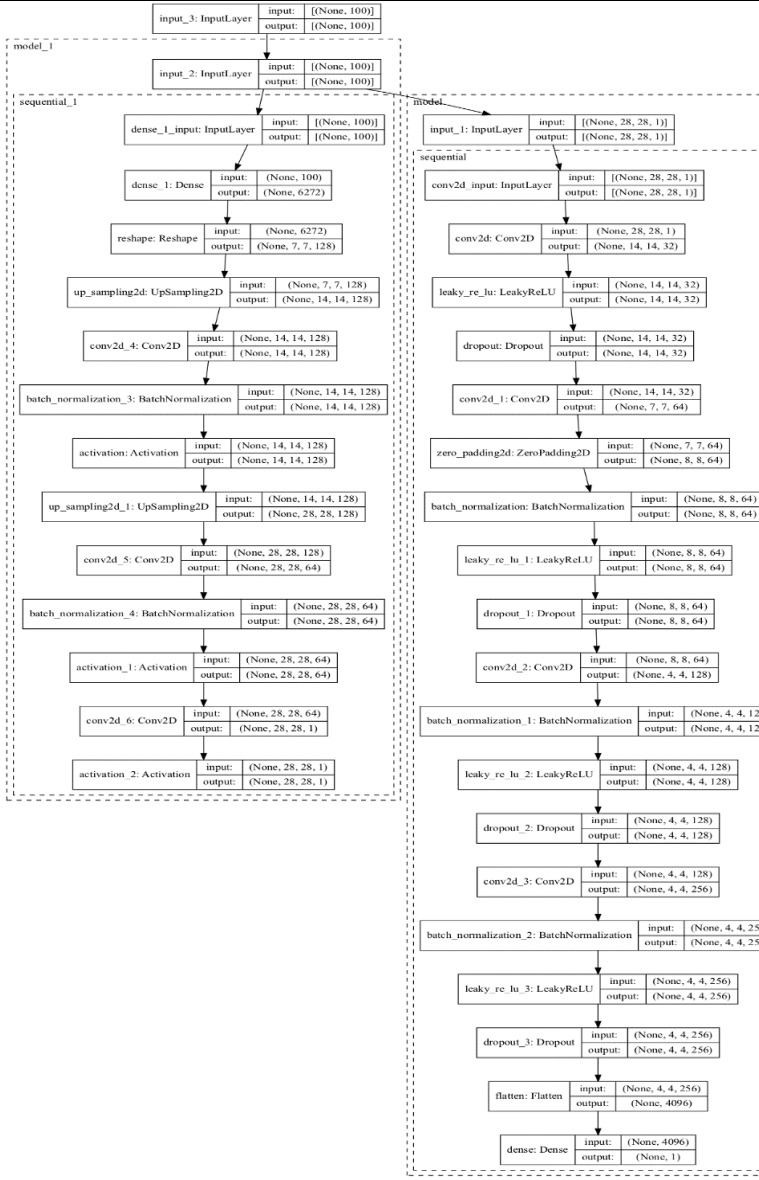 input_3: InputLayer
input: [(None, 100)]
output: [(None, 100)]
model_1
input_2: InputLayer
input: [(None, 100)]
output: [(None, 100)]
sequential_1
dense_1_input: InputLayer
input: [(None, 100)]
output: [(None, 100)]
dense_1: Dense
input: (None, 100)
output: (None, 6272)
reshape: Reshape
input: (None, 6272)
output: (None, 7, 7, 128)
up_sampling2d: UpSampling2D
input: (None, 7, 7, 128)
output: (None, 14, 14, 128)
conv2d_4: Conv2D
input: (None, 14, 14, 128)
output: (None, 14, 14, 128)
batch_normalization_3: BatchNormalization
input: (None, 14, 14, 128)
output: (None, 14, 14, 128)
activation: Activation
input: (None, 14, 14, 128)
output: (None, 14, 14, 128)
up_sampling2d_1: UpSampling2D
input: (None, 14, 14, 128)
output: (None, 28, 28, 128)
conv2d_5: Conv2D
input: (None, 28, 28, 128)
output: (None, 28, 28, 64)
batch_normalization_4: BatchNormalization
input: (None, 28, 28, 64)
output: (None, 28, 28, 64)
activation_1: Activation
input: (None, 28, 28, 64)
output: (None, 28, 28, 64)
conv2d_6: Conv2D
input: (None, 28, 28, 64)
output: (None, 28, 28, 1)
activation_2: Activation
input: (None, 28, 28, 1)
output: (None, 28, 28, 1)
model
input_1: InputLayer
input: [(None, 28, 28, 1)]
output: [(None, 28, 28, 1)]
sequential
conv2d_input: InputLayer
input: [(None, 28, 28, 1)]
output: [(None, 28, 28, 1)]
conv2d: Conv2D
input: (None, 28, 28, 1)
output: (None, 14, 14, 32)
leaky_re_lu: LeakyReLU
input: (None, 14, 14, 32)
output: (None, 14, 14, 32)
dropout: Dropout
input: (None, 14, 14, 32)
output: (None, 14, 14, 32)
conv2d_1: Conv2D
input: (None, 14, 14, 32)
output: (None, 7, 7, 64)
zero_padding2d: ZeroPadding2D
input: (None, 7, 7, 64)
output: (None, 8, 8, 64)
batch_normalization: BatchNormalization
input: (None, 8, 8, 64)
output: (None, 8, 8, 64)
leaky_re_lu_1: LeakyReLU
input: (None, 8, 8, 64)
output: (None, 8, 8, 64)
dropout_1: Dropout
input: (None, 8, 8, 64)
output: (None, 8, 8, 64)
conv2d_2: Conv2D
input: (None, 8, 8, 64)
output: (None, 4, 4, 128)
batch_normalization_1: BatchNormalization
input: (None, 4, 4, 12
output: (None, 4, 4, 12
leaky_re_lu_2: LeakyReLU
input: (None, 4, 4, 128)
output: (None, 4, 4, 128)
dropout_2: Dropout
input: (None, 4, 4, 128)
output: (None, 4, 4, 128)
conv2d_3: Conv2D
input: (None, 4, 4, 128)
output: (None, 4, 4, 256)
batch_normalization_2: BatchNormalization
input: (None, 4, 4, 25
output: (None, 4, 4, 25
leaky_re_lu_3: LeakyReLU
input: (None, 4, 4, 256)
output: (None, 4, 4, 256)
dropout_3: Dropout
input: (None, 4, 4, 256)
output: (None, 4, 4, 256)
flatten: Flatten
input: (None, 4, 4, 256)
output: (None, 4096)
dense: Dense
input: (None, 4096)
output: (None, 1)